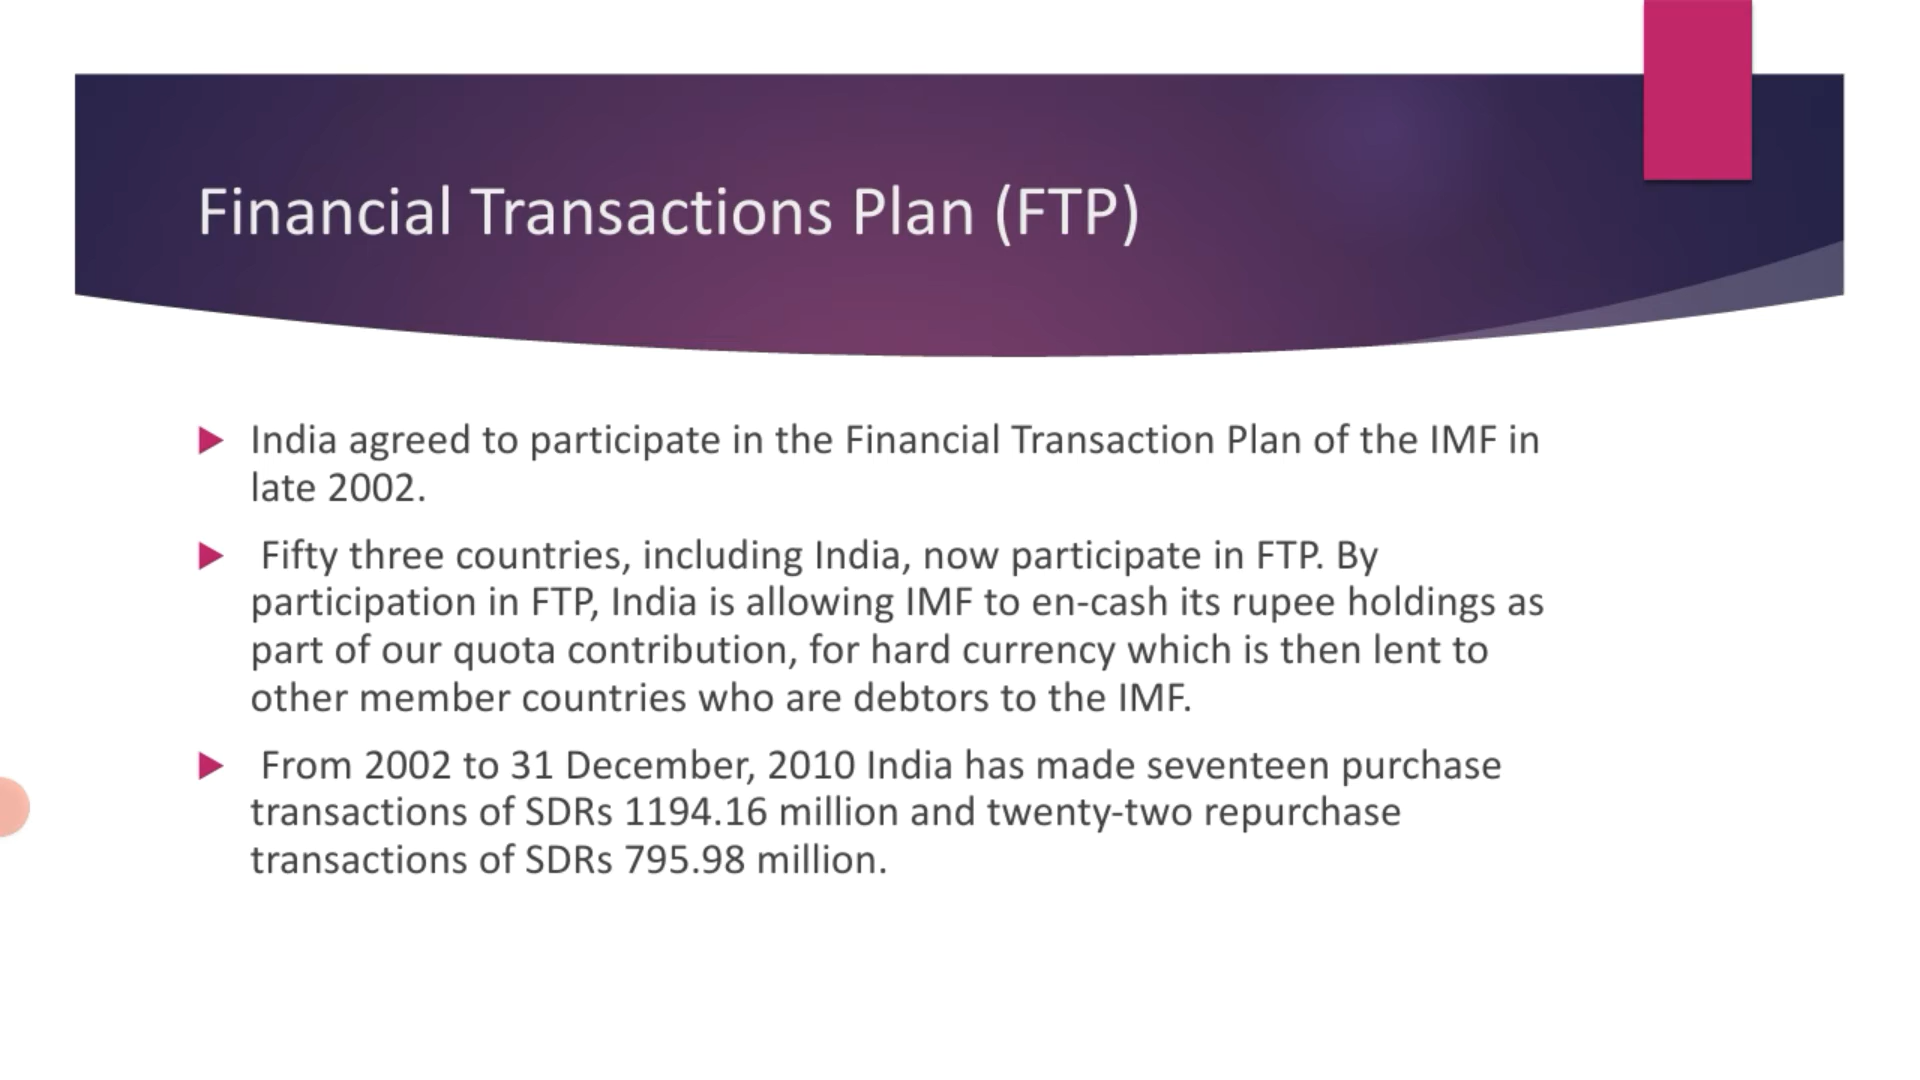 Financial Transactions Plan (FTP)
India agreed to participate in the Financial Transaction Plan of the IMF in
late 2002.
Fifty three countries, including India, now participate in FTP. By
participation in FTP, India is allowing IMF to en-cash its rupee holdings as
part of our quota contribution, for hard currency which is then lent to
other member countries who are debtors to the IMF.
From 2002 to 31 December, 2010 India has made seventeen purchase
transactions of SDRs 1194.16 million and twenty-two repurchase
transactions of SDRs 795.98 million.